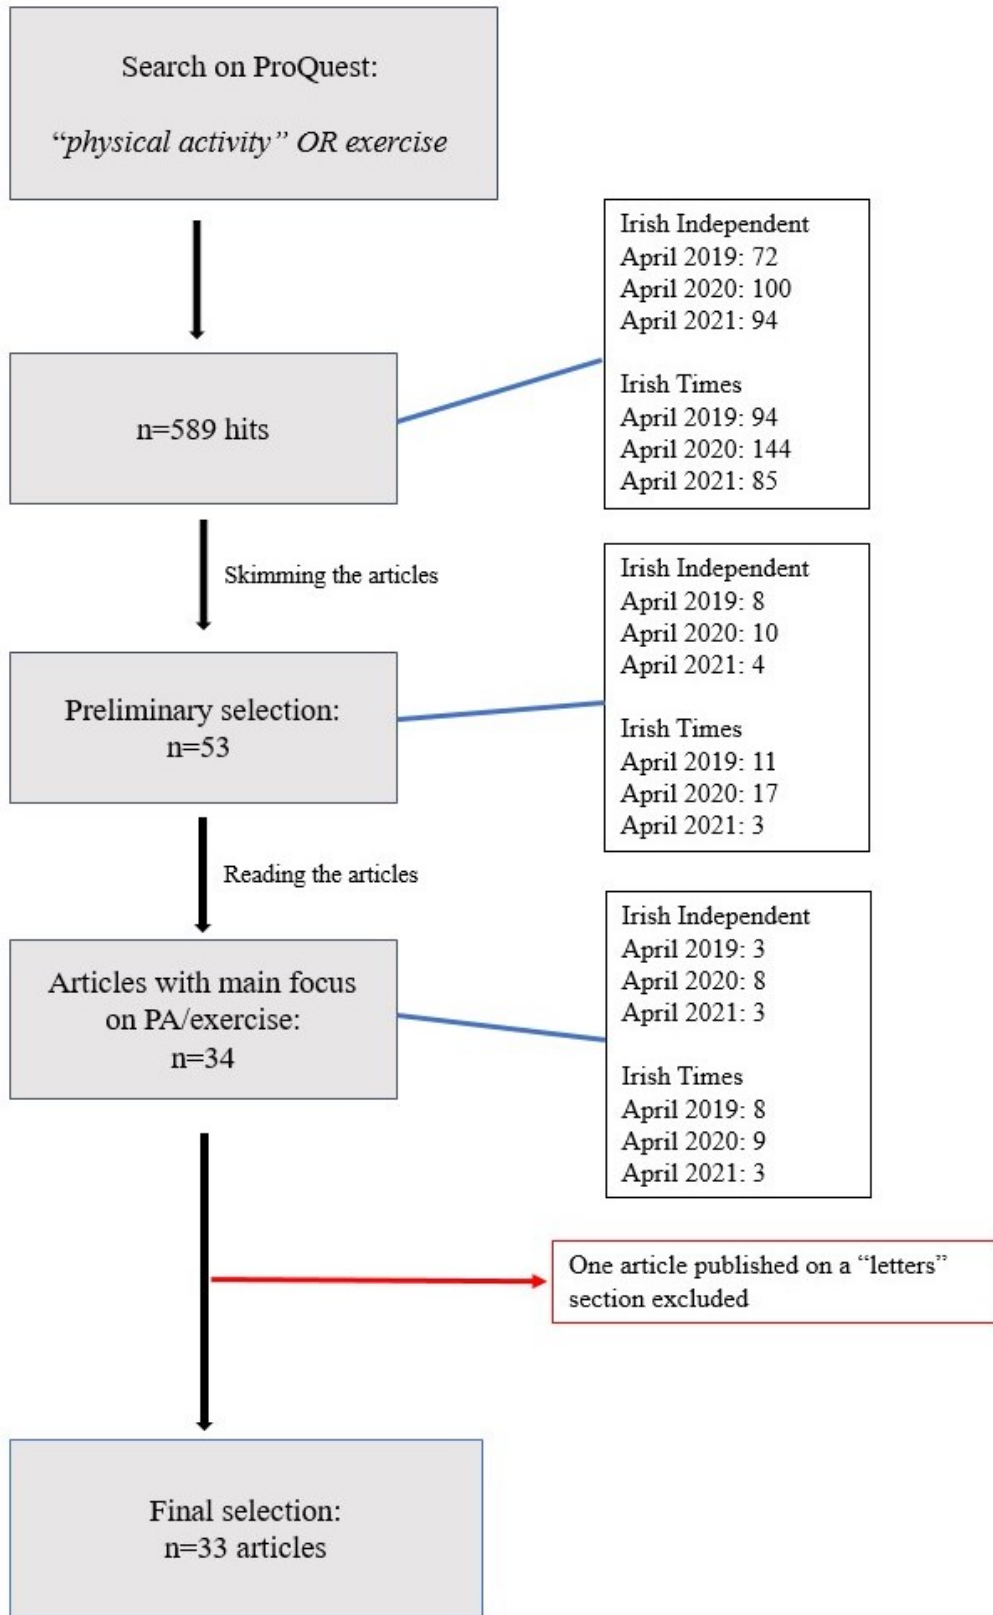 Search on ProQuest:
“physical activity” OR exercise
Irish Independent
April 2019: 72
April 2020: 100
April 2021: 94
Irish Times
April 2019: 94
April 2020: 144
April 2021: 85
n=589 hits
Skimming the articles
Irish Independent
April 2019: 8
April 2020: 10
April 2021: 4
Irish Times
April 2019: 11
April 2020: 17
April 2021: 3
Preliminary selection:
n=53
Reading the articles
Irish Independent
April 2019: 3
April 2020: 8
April 2021: 3
Irish Times
April 2019: 8
April 2020: 9
April 2021: 3
Articles with main focus
on PA/exercise:
n=34
One article published on a “letters”
section excluded
Final selection:
n=33 articles